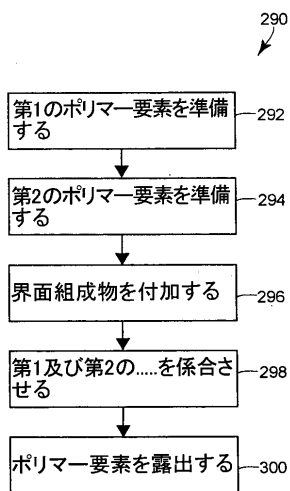 290
第1のポリマー要素を準備
する
292
第2のポリマー要素を準備
する
294
界面組成物を付加する
296
第1及び第2の.....を係合さ
せる
298
ポリマー要素を露出する
300